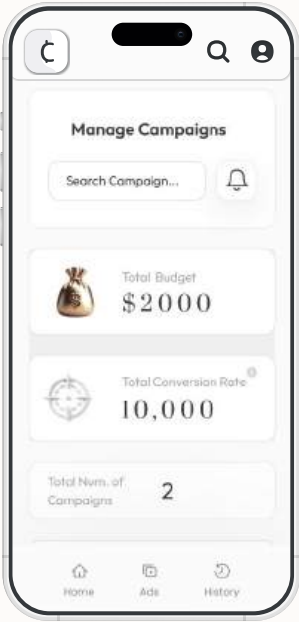 Manage Campaigns
Search Campaign...
Total Budget
$2000
Total Conversion Rate
10,000
Total Num. of
Campaigns
2
Home
Ads
History